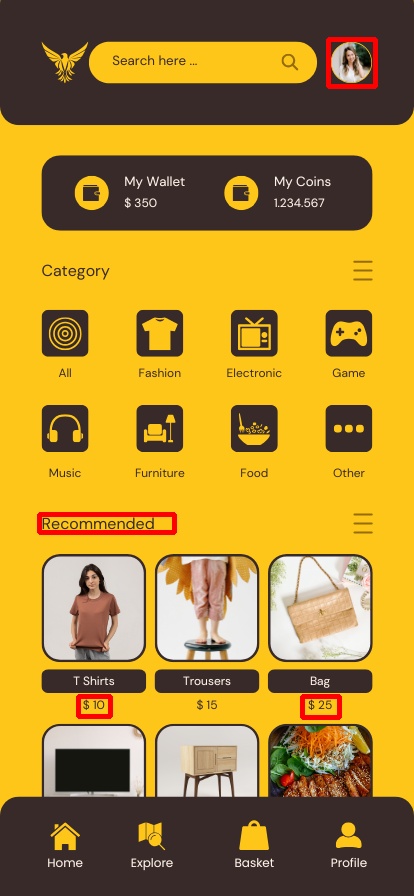 Search here ...
My Wallet
$ 350
My Coins
1.234.567
Category
All
Fashion
Electronic
Game
Music
Furniture
Food
Other
Recommended
T Shirts
Trousers
Bag
$ 10
$ 15
$ 25
Home
Explore
Basket
Profile